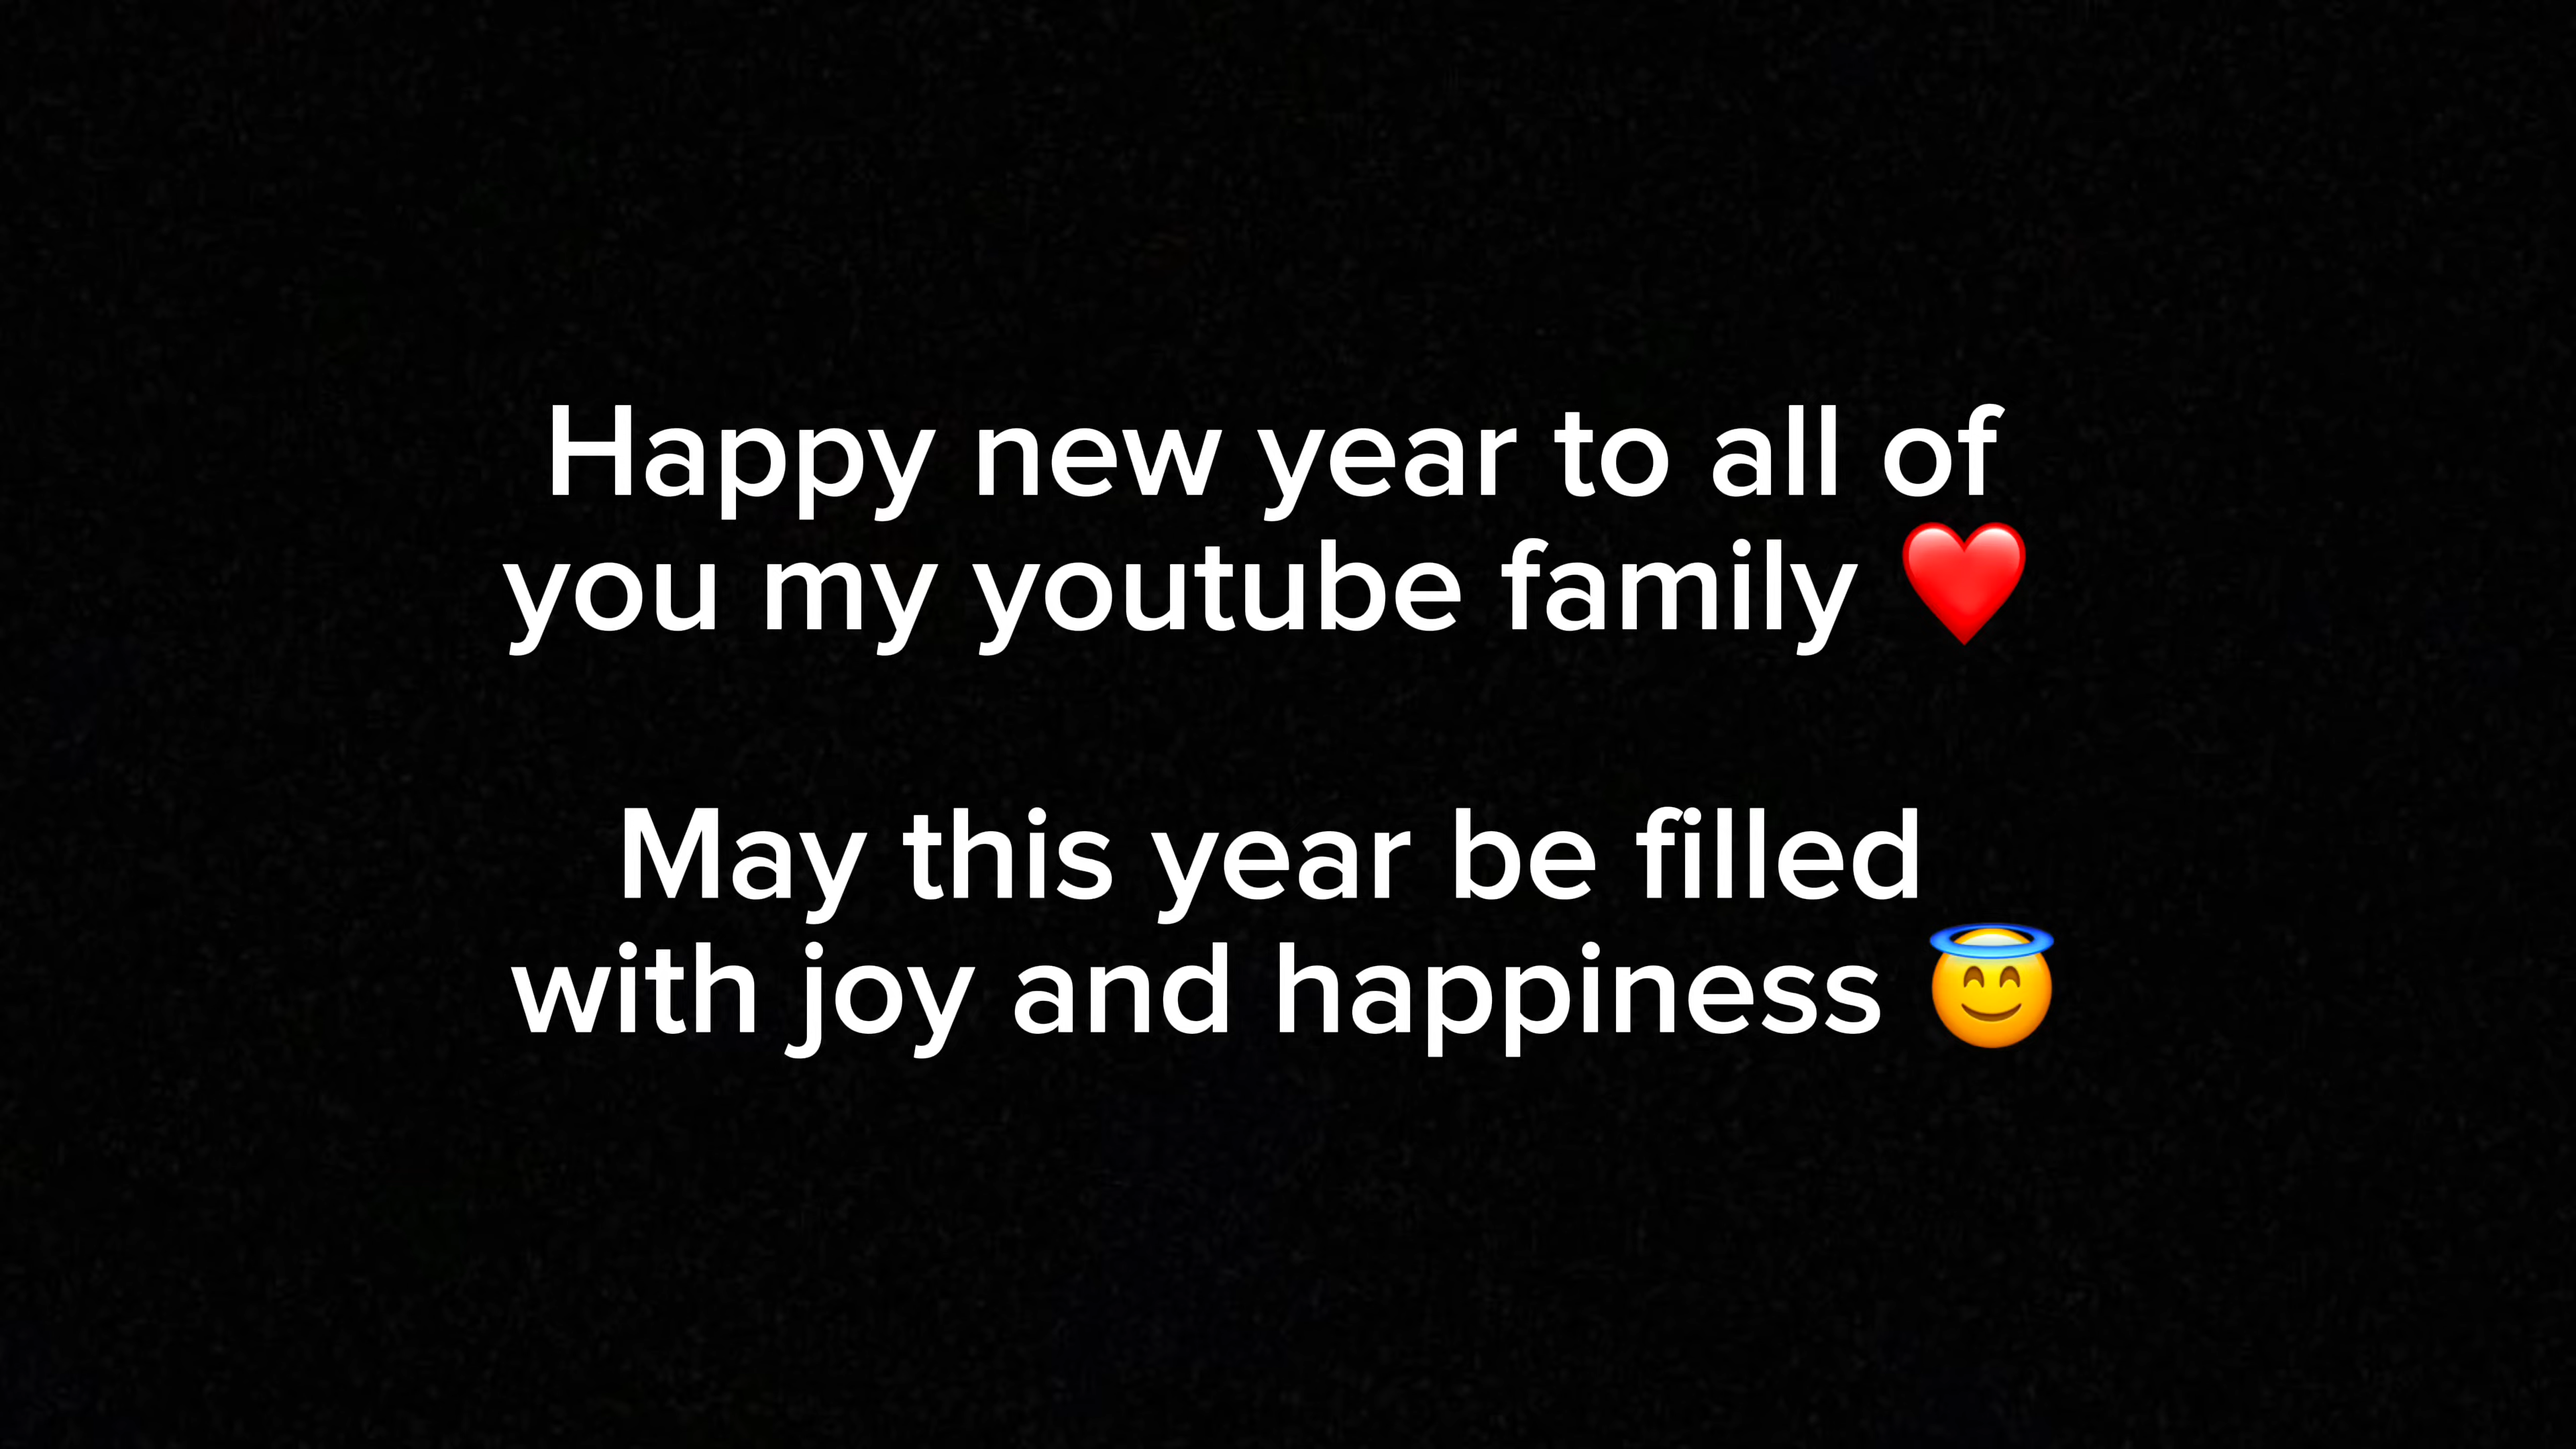 Happy new year to all of
you my youtube family ❤️
May this year be filled
with joy and happiness 😇